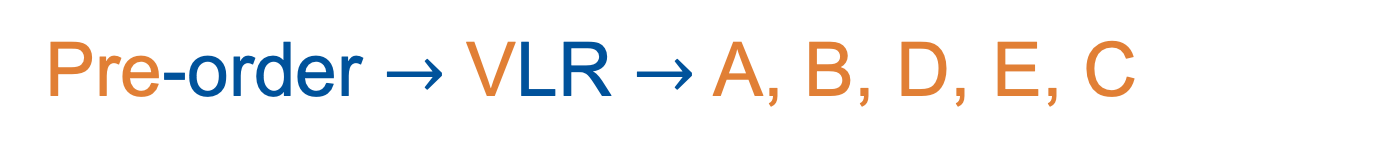 Pre-order → VLR → A, B, D, E, C